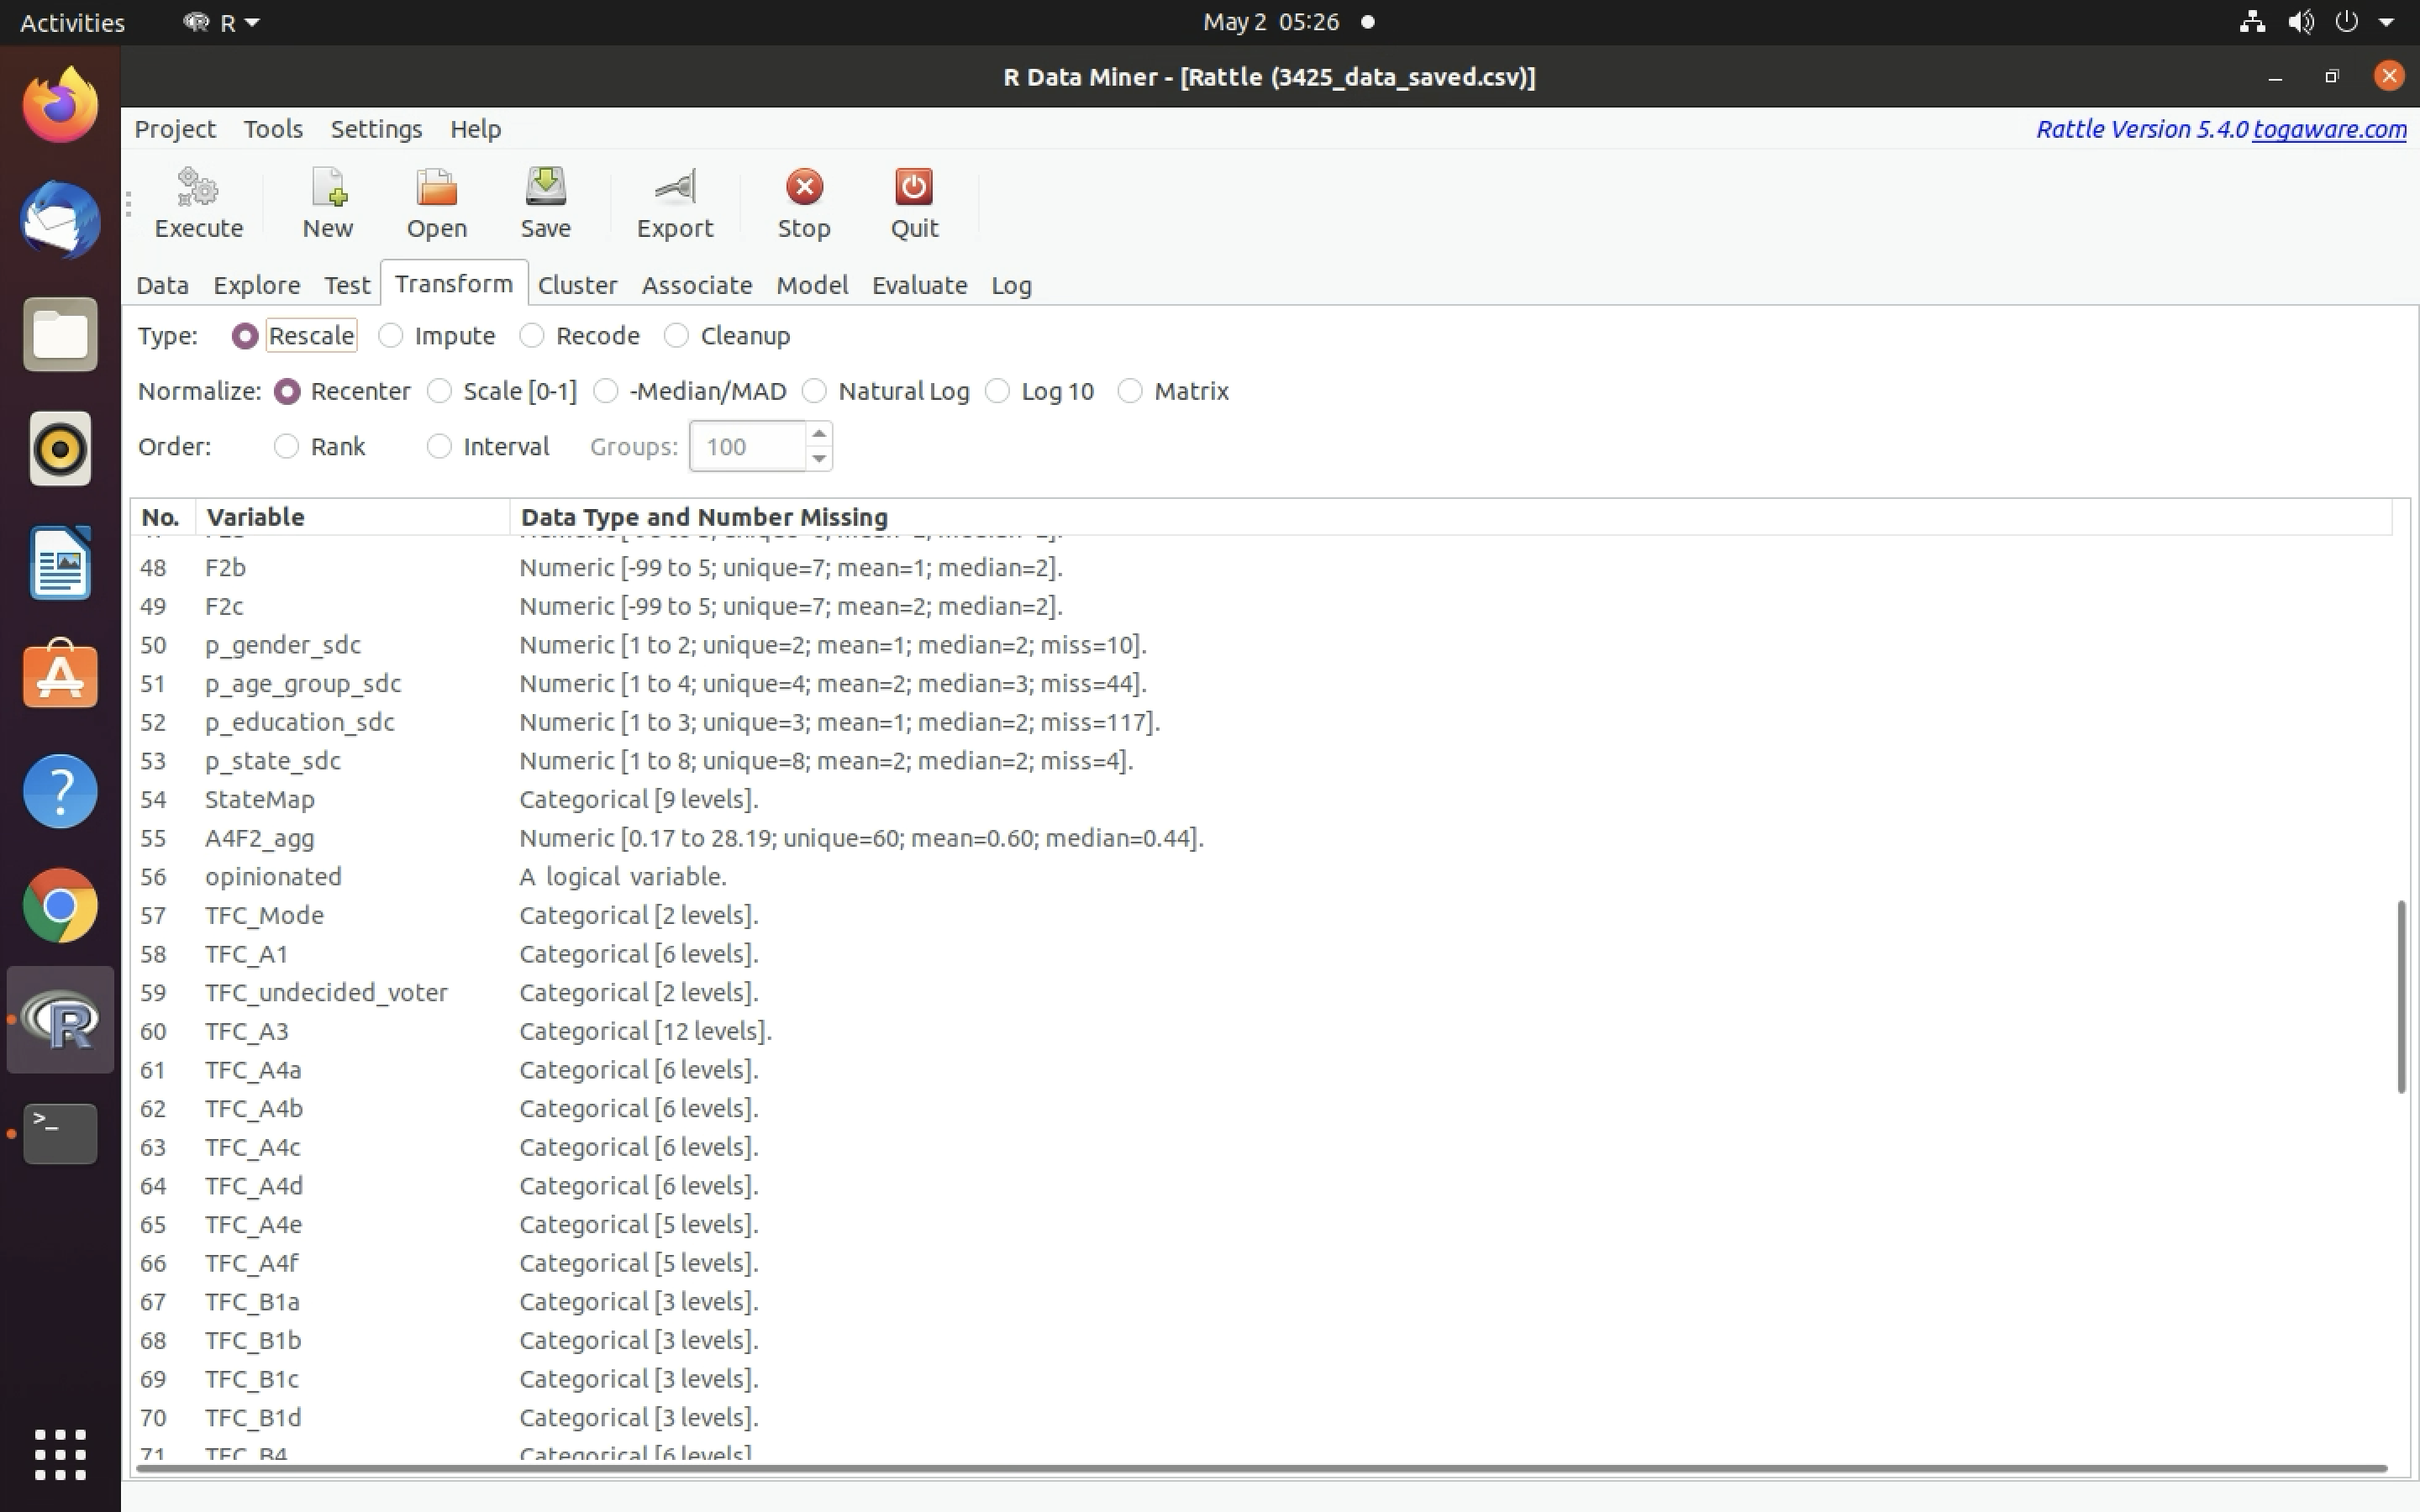 Activities R May 2 05:26
R Data Miner - [Rattle (3425_data_saved.csv)]
Project Tools Settings Help Rattle Version 5.4.0 togaware.com
Execute New Open Save Export Stop Quit
Data Explore Test Transform Cluster Associate Model Evaluate Log
Type: Rescale Impute Recode Cleanup
Normalize: Recenter Scale [0-1] -Median/MAD Natural Log Log 10 Matrix
Order: Rank Interval Groups: 100
No. Variable Data Type and Number Missing
48 F2b Numeric [-99 to 5; unique=7; mean=1; median=2].
49 F2c Numeric [-99 to 5; unique=7; mean=2; median=2].
50 p_gender_sdc Numeric [1 to 2; unique=2; mean=1; median=2; miss=10].
51 p_age_group_sdc Numeric [1 to 4; unique=4; mean=2; median=3; miss=44].
52 p_education_sdc Numeric [1 to 3; unique=3; mean=1; median=2; miss=117].
53 p_state_sdc Numeric [1 to 8; unique=8; mean=2; median=2; miss=4].
54 StateMap Categorical [9 levels].
55 A4F2_agg Numeric [0.17 to 28.19; unique=60; mean=0.60; median=0.44].
56 opinionated A logical variable.
57 TFC_Mode Categorical [2 levels].
58 TFC_A1 Categorical [6 levels].
59 TFC_undecided_voter Categorical [2 levels].
60 TFC_A3 Categorical [12 levels].
61 TFC_A4a Categorical [6 levels].
62 TFC_A4b Categorical [6 levels].
63 TFC_A4c Categorical [6 levels].
64 TFC_A4d Categorical [6 levels].
65 TFC_A4e Categorical [5 levels].
66 TFC_A4f Categorical [5 levels].
67 TFC_B1a Categorical [3 levels].
68 TFC_B1b Categorical [3 levels].
69 TFC_B1c Categorical [3 levels].
70 TFC_B1d Categorical [3 levels].
71 TFC_B4 Categorical [6 levels].